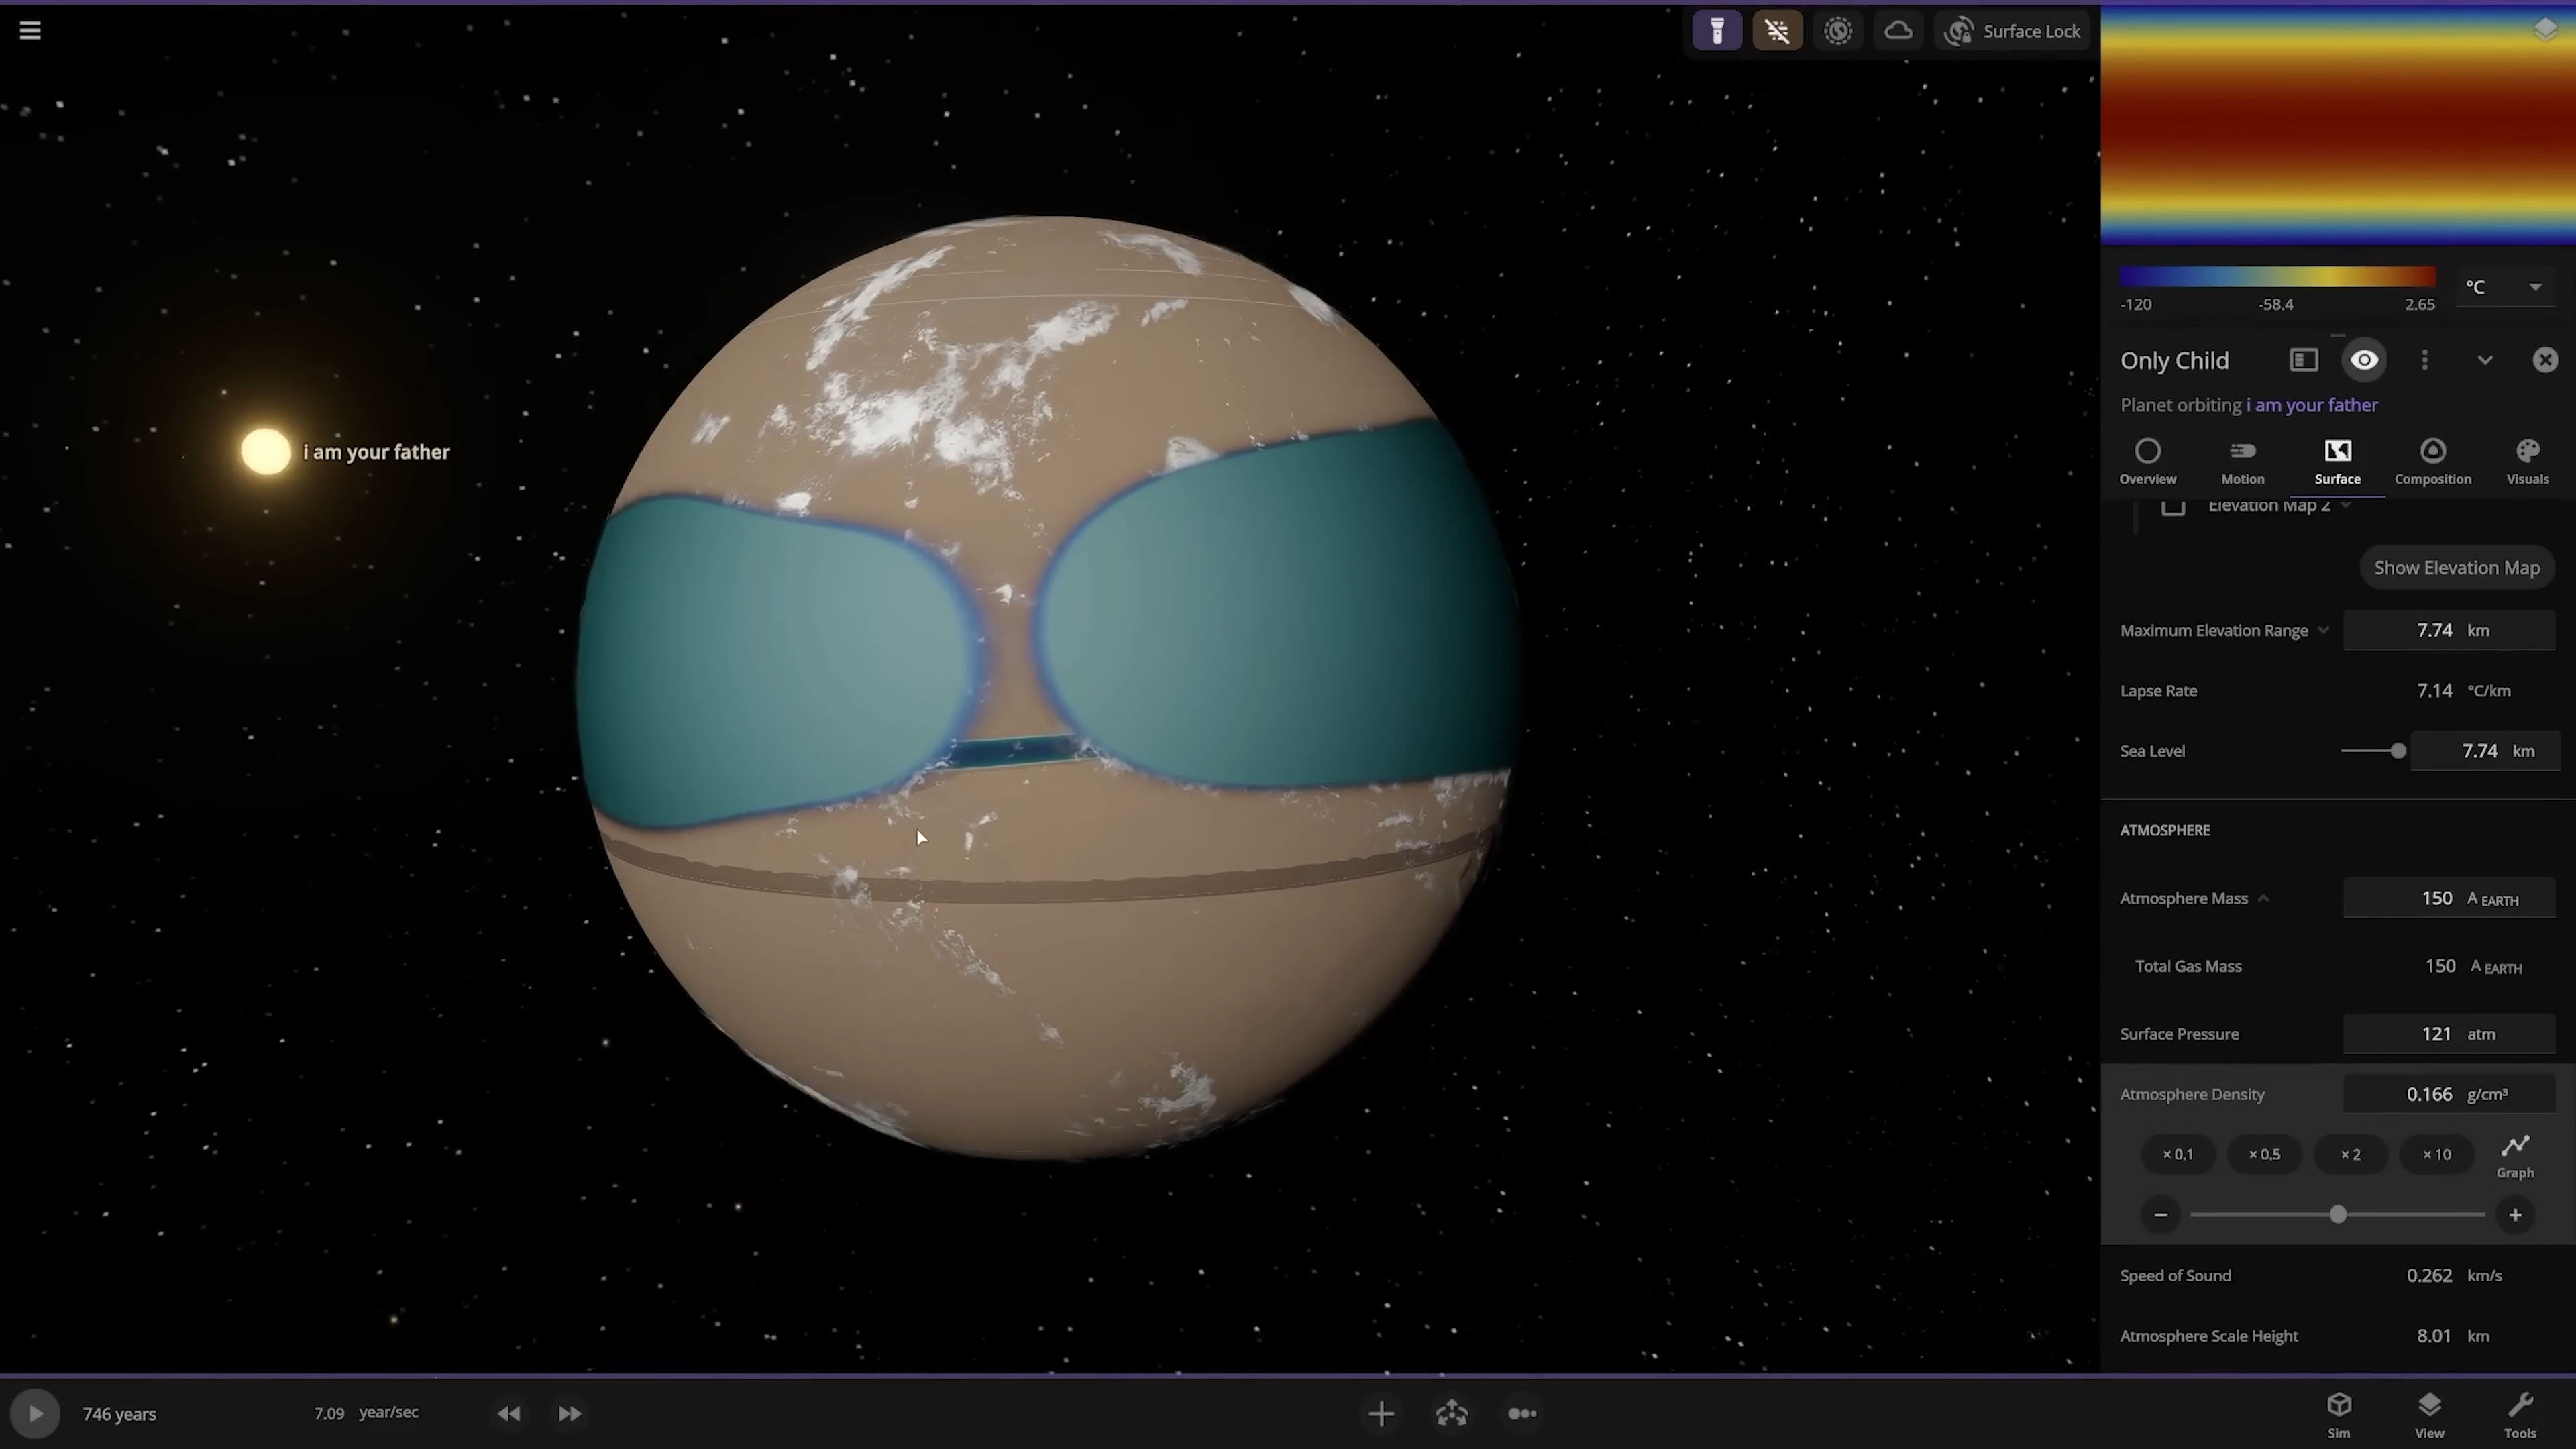 Surface Lock
i am your father
-120 -58.4 2.65
°C
Only Child
Planet orbiting i am your father
Overview Motion Surface Composition Visuals
Elevation Map 2
Show Elevation Map
Maximum Elevation Range 7.74 km
Lapse Rate 7.14 °C/km
Sea Level 7.74 km
ATMOSPHERE
Atmosphere Mass 150 A EARTH
Total Gas Mass 150 A EARTH
Surface Pressure 121 atm
Atmosphere Density 0.166 g/cm³
× 0.1 × 0.5 × 2 × 10 Graph
Speed of Sound 0.262 km/s
Atmosphere Scale Height 8.01 km
746 years 7.09 year/sec
Sim View Tools